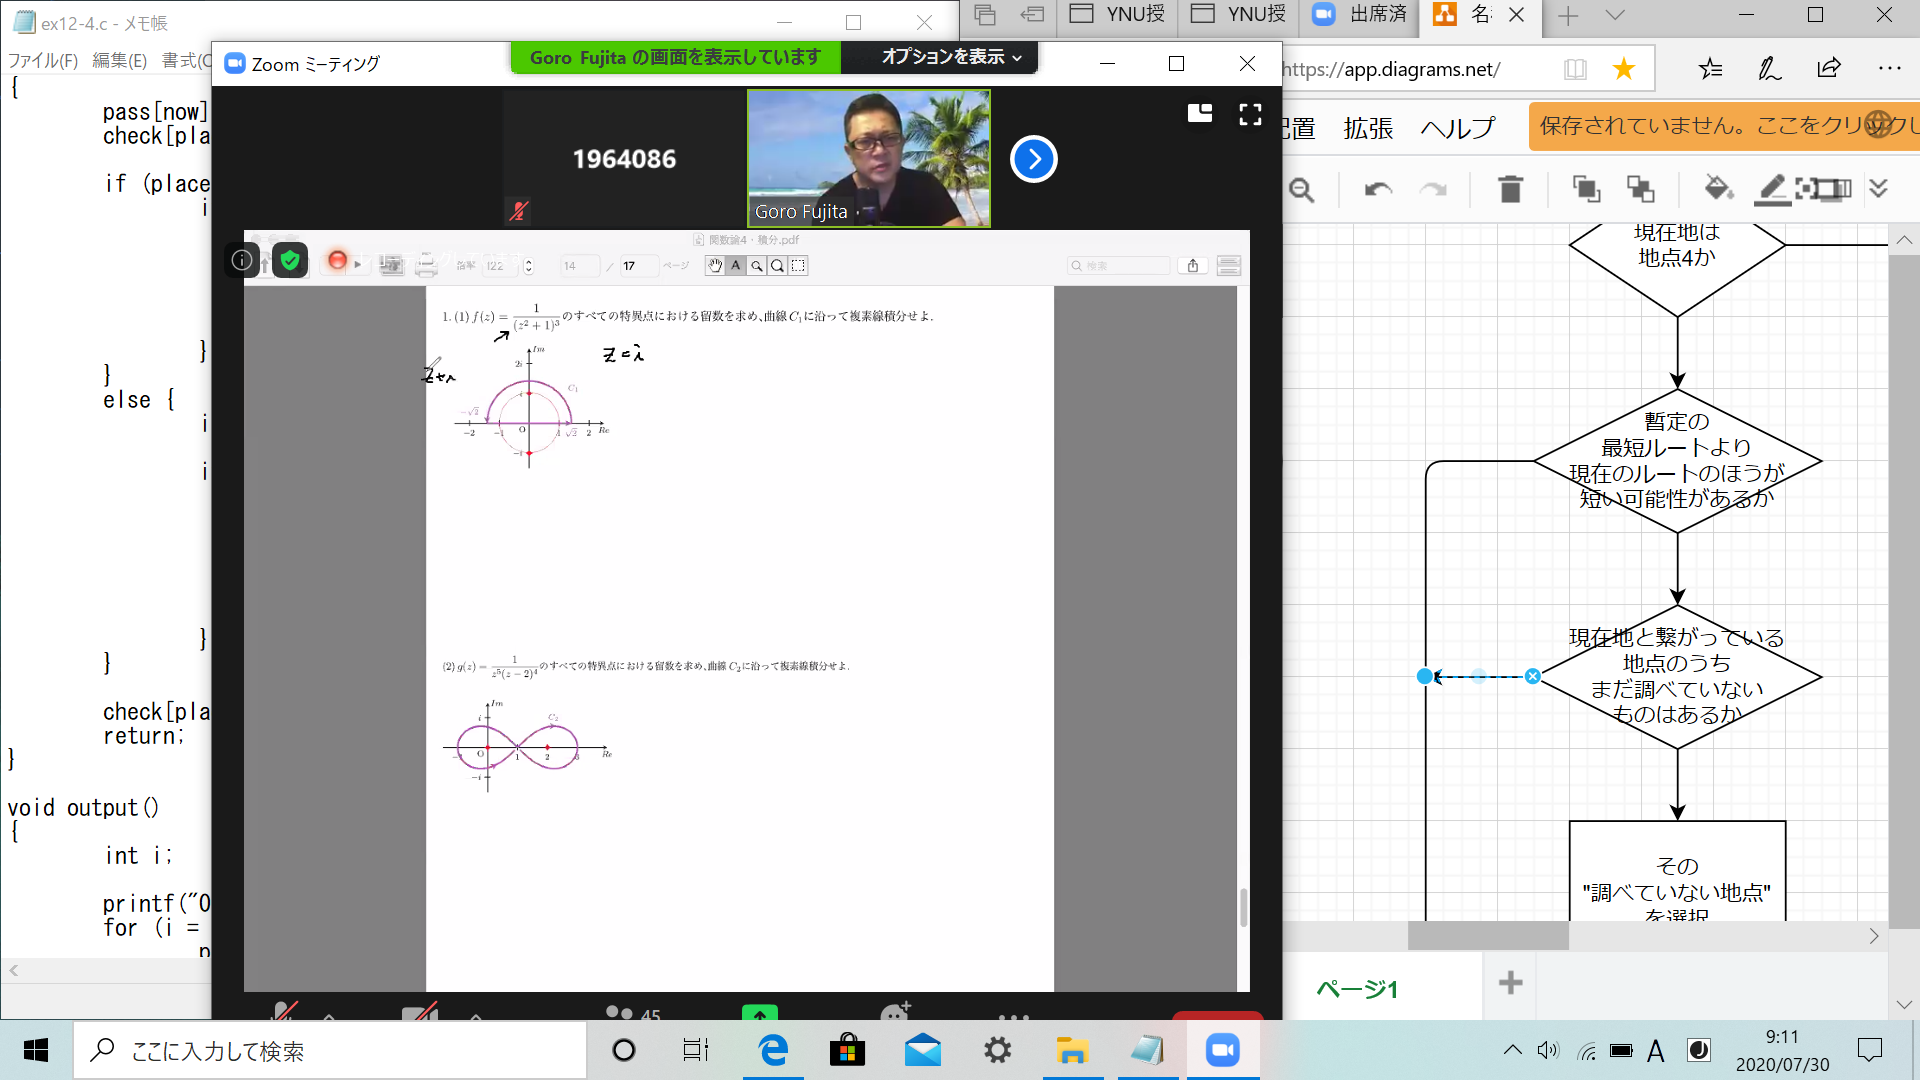 ex12-4.c - メモ帳
ファイル(F) 編集(E) 書式(O
{
pass[now]
check[pla
if (place
i
}
}
else {
i
i
}
}
check[pla
return;
}
void output()
{
int i;
printf("O
for (i =
p
Zoom ミーティング
Goro Fujita の画面を表示しています
オプションを表示
1964086
Goro Fujita
関数論4・積分.pdf
倍率 122
14 / 17 ページ
A
検索
1. (1) f(z) = 1/(z² + 1)³ のすべての特異点における留数を求め、曲線 C₁ に沿って複素線積分せよ.
z=i
Im
2i
C₁
i
-√2
-2 -1 O 1 √2 2 Re
-i
(2) g(z) = 1/(z⁵(z − 2)⁴) のすべての特異点における留数を求め、曲線 C₂ に沿って複素線積分せよ.
Im
i
C₂
-1 O 1 2 3 Re
-i
45
YNU授
YNU授
出席済
名
https://app.diagrams.net/
配置 拡張 ヘルプ
保存されていません。ここをクリックし
現在地は
地点4か
暫定の
最短ルートより
現在のルートのほうが
短い可能性があるか
現在地と繋がっている
地点のうち
まだ調べていない
ものはあるか
その
"調べていない地点"
を選択
ページ1
ここに入力して検索
A
9:11
2020/07/30